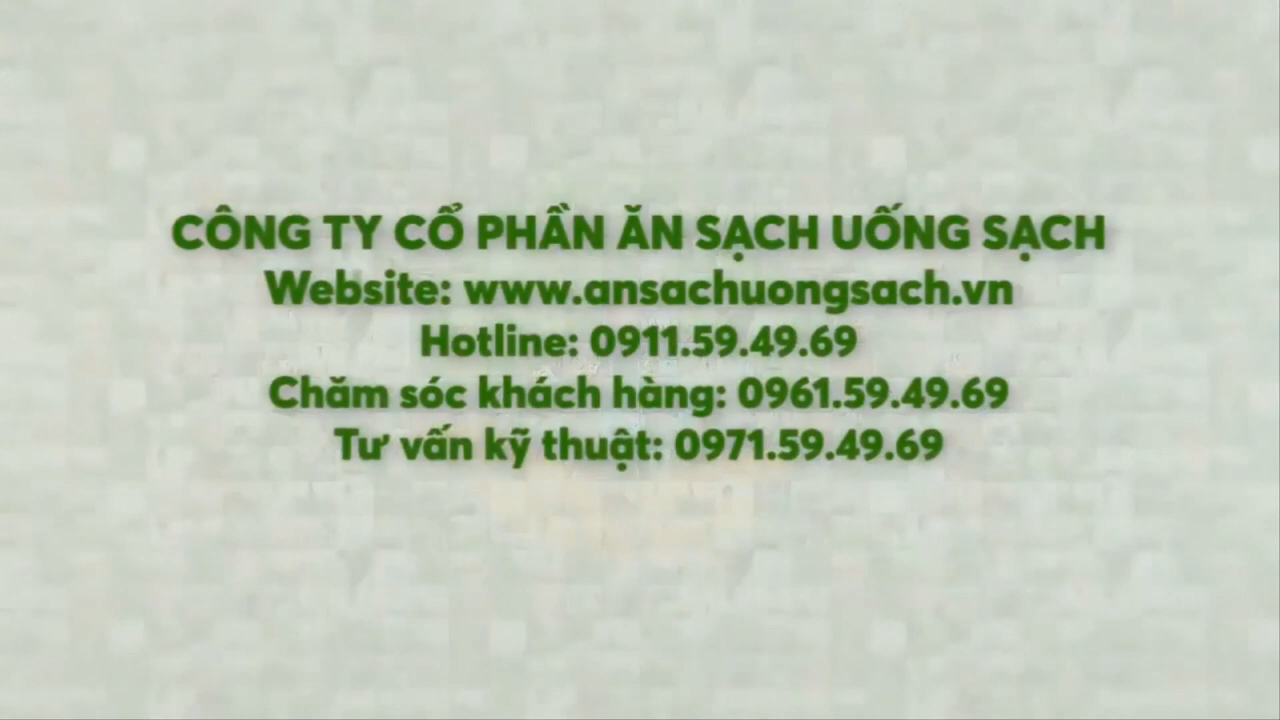 CÔNG TY CỔ PHẦN ĂN SẠCH UỐNG SẠCH
Website: www.ansachuongsach.vn
Hotline: 0911.59.49.69
Chăm sóc khách hàng: 0961.59.49.69
Tư vấn kỹ thuật: 0971.59.49.69